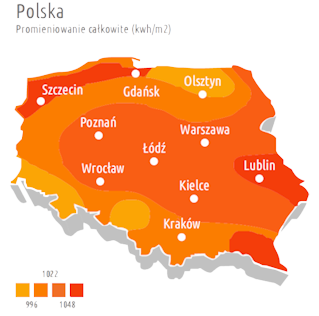 Polska
Promieniowanie całkowite (kwh/m2)
Olsztyn
Szczecin
Gdańsk
Poznań
Warszawa
Łódź
Wrocław
Lublin
Kielce
Kraków
1022
996 1048